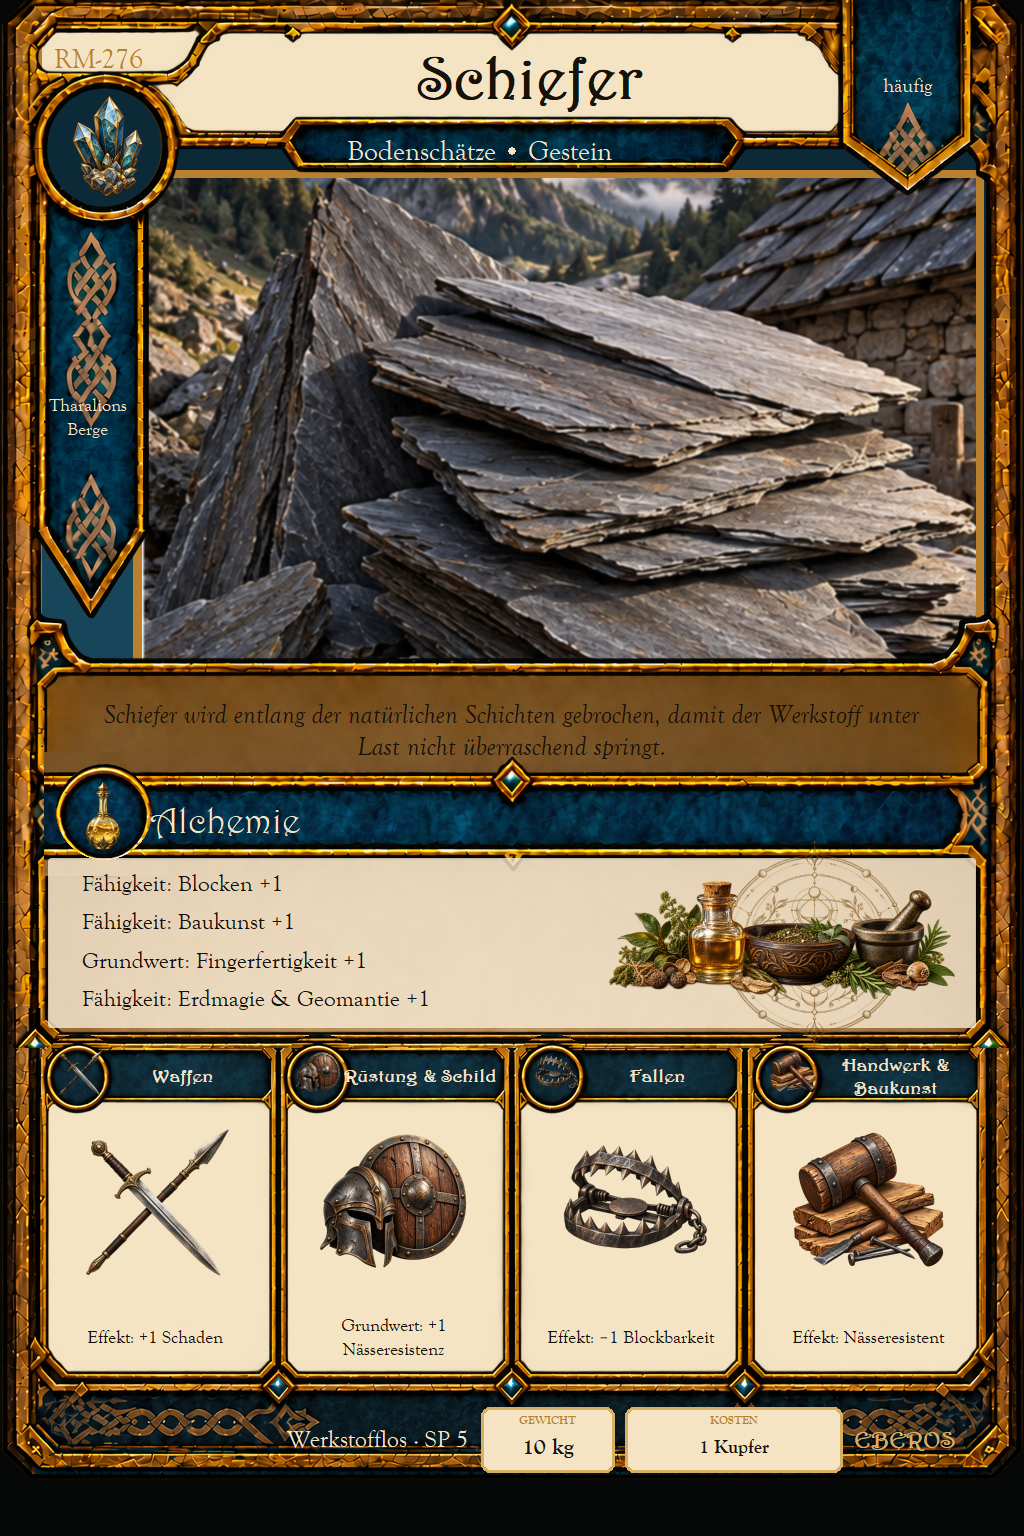 RM-276
Schiefer
häufig
Bodenschätze • Gestein
Tharalions
Berge
Schiefer wird entlang der natürlichen Schichten gebrochen, damit der Werkstoff unter
Last nicht überraschend springt.
Alchemie
Fähigkeit: Blocken +1
Fähigkeit: Baukunst +1
Grundwert: Fingerfertigkeit +1
Fähigkeit: Erdmagie & Geomantie +1
Waffen
Rüstung & Schild
Fallen
Handwerk &
Baukunst
Effekt: +1 Schaden
Grundwert: +1
Nässeresistenz
Effekt: −1 Blockbarkeit
Effekt: Nässeresistent
Werkstofflos · SP 5
GEWICHT
10 kg
KOSTEN
1 Kupfer
EBEROS